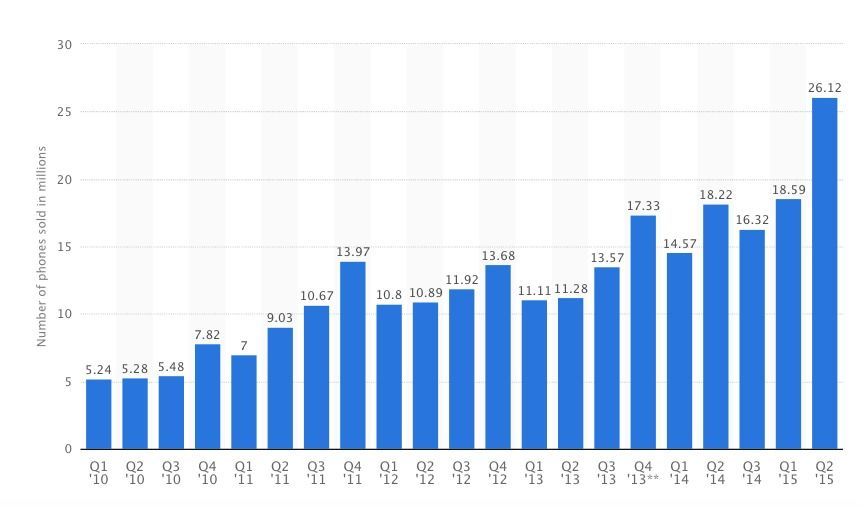 30
25
20
15
10
5
0
Number of phones sold in millions
5.24
5.28
5.48
7.82
7
9.03
10.67
13.97
10.8
10.89
11.92
13.68
11.11
11.28
13.57
17.33
14.57
18.22
16.32
18.59
26.12
Q1
'10
Q2
'10
Q3
'10
Q4
'10
Q1
'11
Q2
'11
Q3
'11
Q4
'11
Q1
'12
Q2
'12
Q3
'12
Q4
'12
Q1
'13
Q2
'13
Q3
'13
Q4
'13**
Q1
'14
Q2
'14
Q3
'14
Q1
'15
Q2
'15